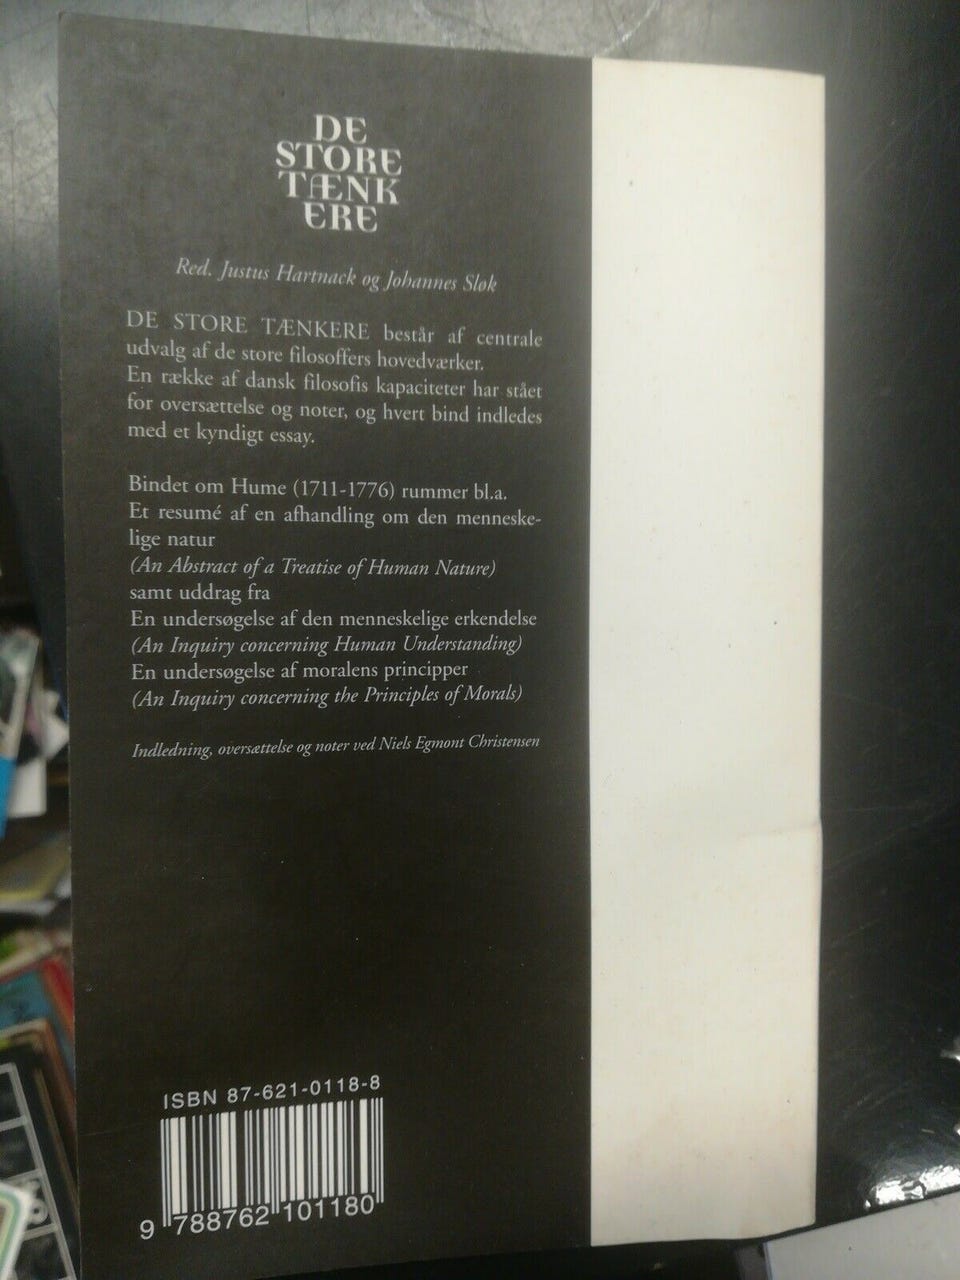 DE
STORE
TÆNK
ERE
Red. Justus Hartnack og Johannes Sløk
DE STORE TÆNKERE består af centrale
udvalg af de store filosoffers hovedværker.
En række af dansk filosofis kapaciteter har stået
for oversættelse og noter, og hvert bind indledes
med et kyndigt essay.
Bindet om Hume (1711-1776) rummer bl.a.
Et resumé af en afhandling om den menneske-
lige natur
(An Abstract of a Treatise of Human Nature)
samt uddrag fra
En undersøgelse af den menneskelige erkendelse
(An Inquiry concerning Human Understanding)
En undersøgelse af moralens principper
(An Inquiry concerning the Principles of Morals)
Indledning, oversættelse og noter ved Niels Egmont Christensen
ISBN 87-621-0118-8
9 788762 101180